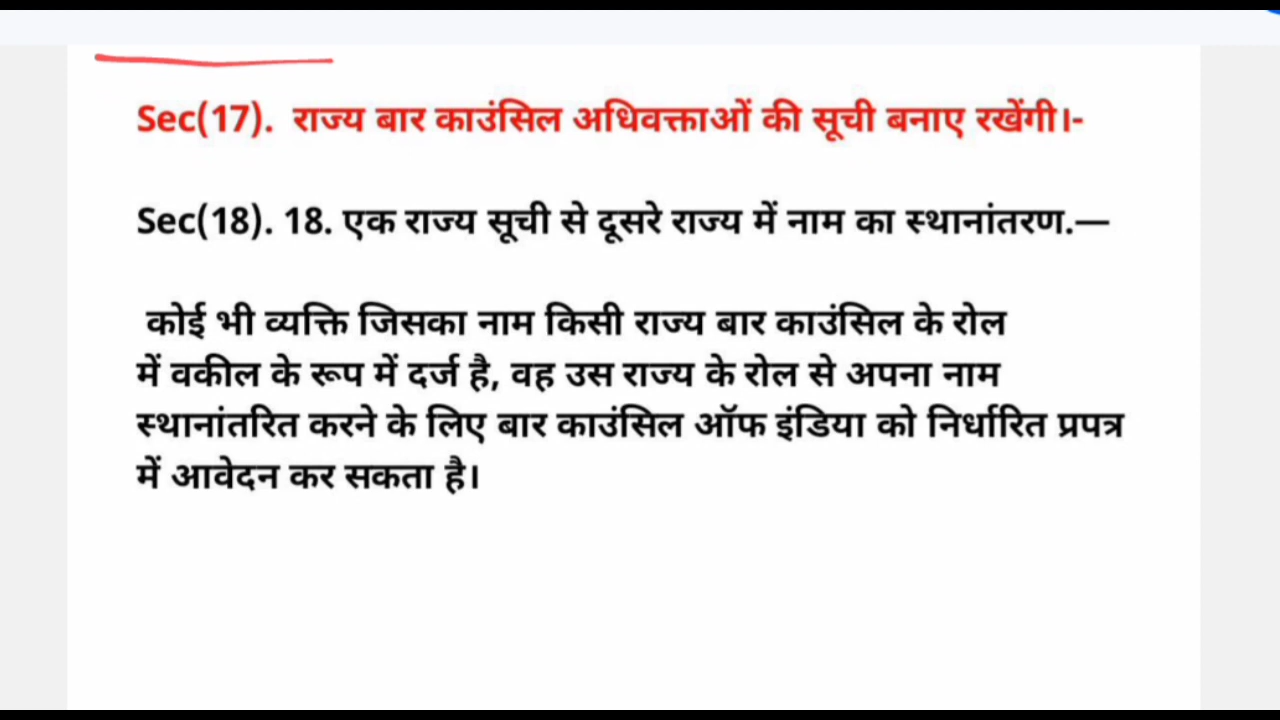 Sec(17). राज्य बार काउंसिल अधिवक्ताओं की सूची बनाए रखेंगी।-
Sec(18). 18. एक राज्य सूची से दूसरे राज्य में नाम का स्थानांतरण.—
कोई भी व्यक्ति जिसका नाम किसी राज्य बार काउंसिल के रोल
में वकील के रूप में दर्ज है, वह उस राज्य के रोल से अपना नाम
स्थानांतरित करने के लिए बार काउंसिल ऑफ इंडिया को निर्धारित प्रपत्र
में आवेदन कर सकता है।